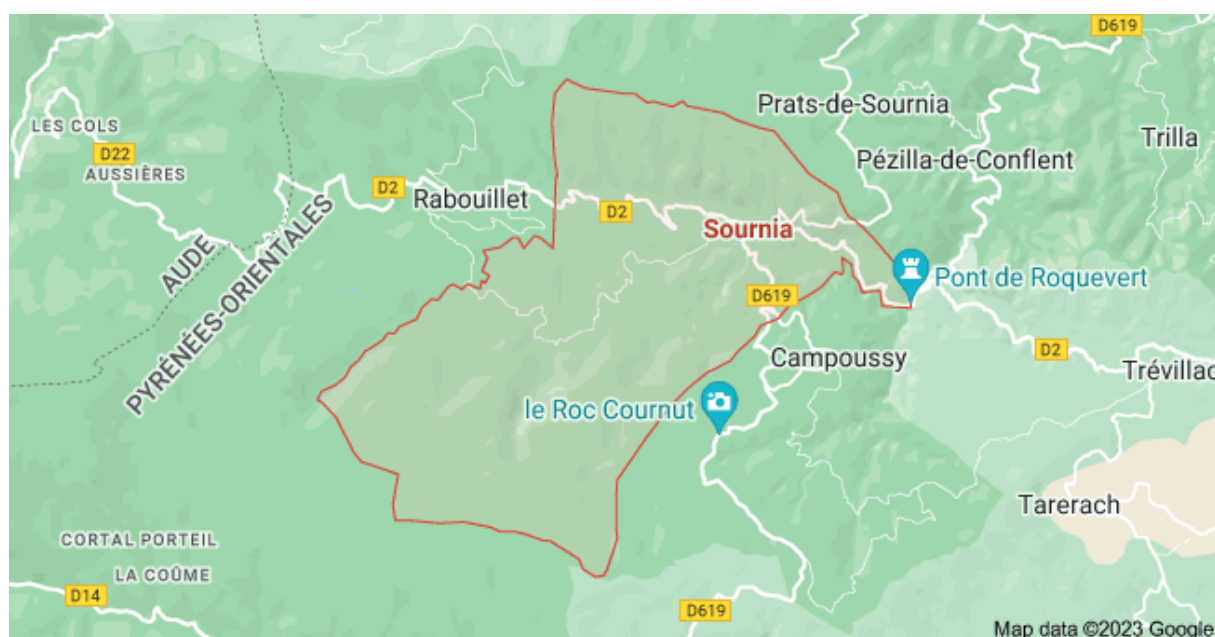 D619
Prats-de-Sournia
LES COLS
Trilla
D22
AUSSIÈRES
Pézilla-de-Conflent
D2
Rabouillet
D2
Sournia
AUDE
PYRÉNÉES-ORIENTALES
Pont de Roquevert
D619
D2
Campoussy
Trévillac
le Roc Cournut
Tarerach
CORTAL PORTEIL
LA COÛME
D14
D619
Map data ©2023 Google